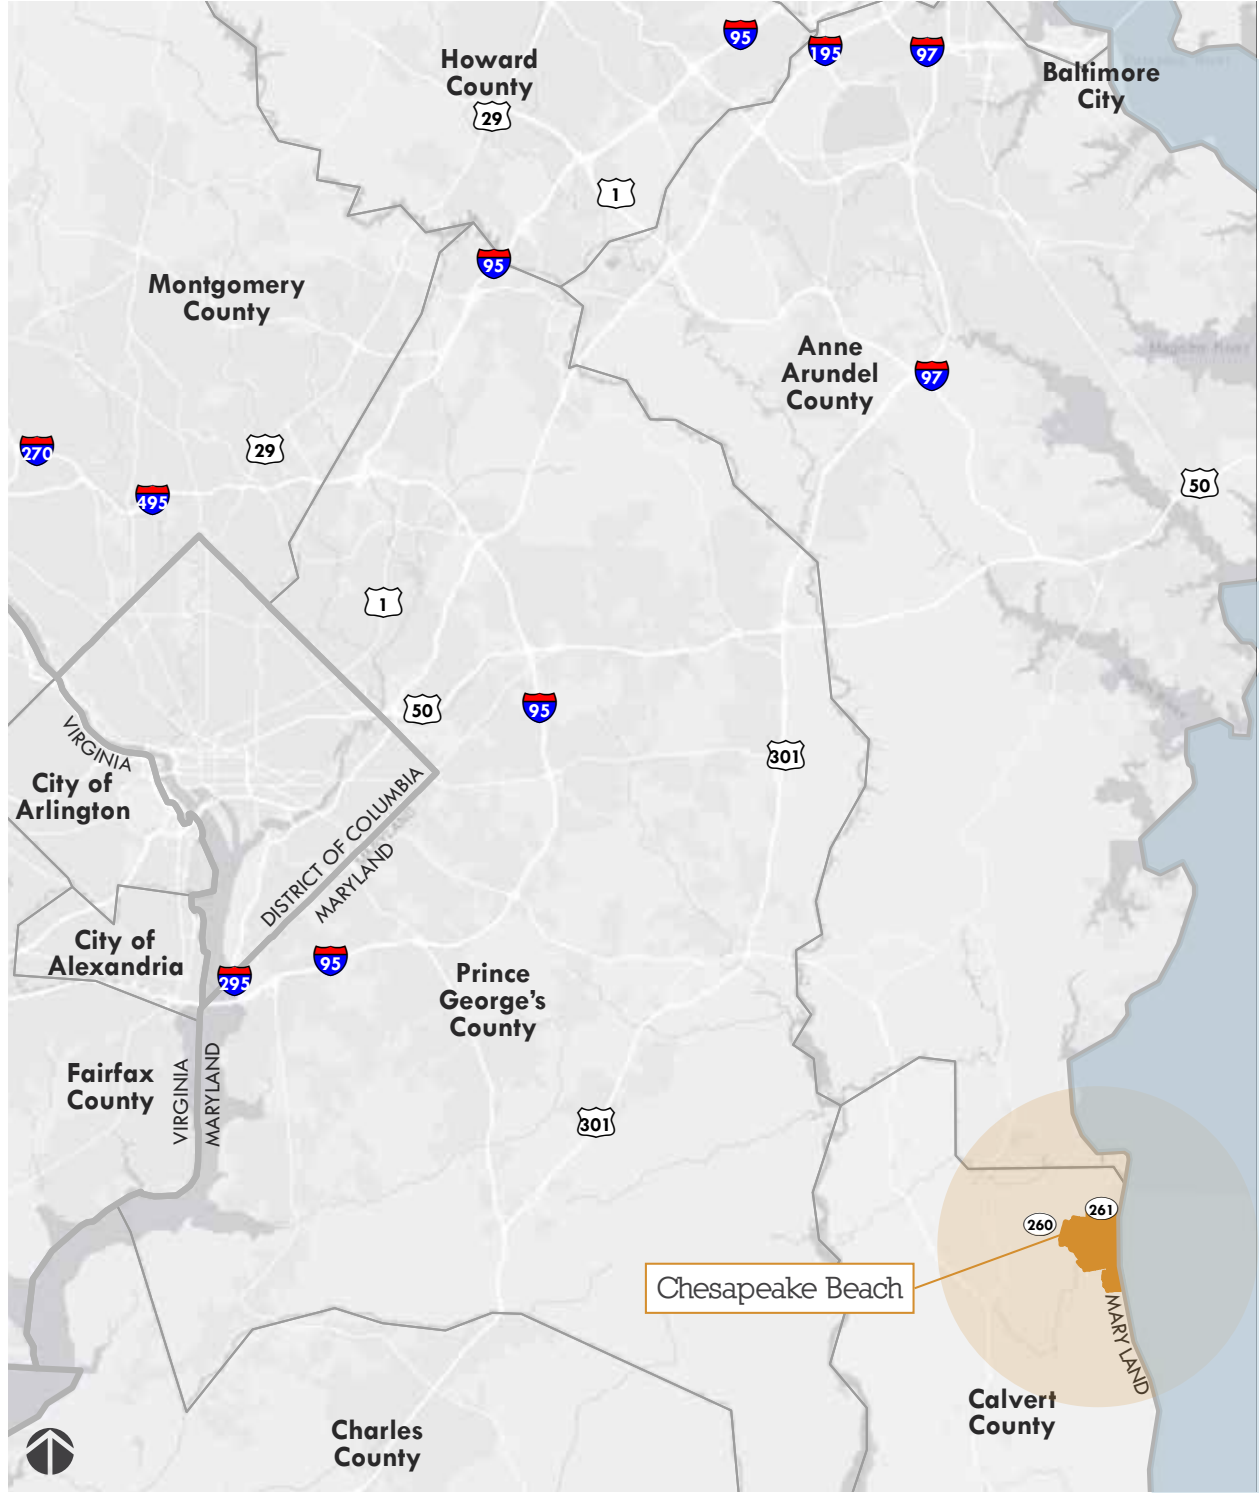 95
195
97
Howard
County
Baltimore
City
29
1
95
Montgomery
County
Anne
Arundel
County
97
270
29
495
50
1
50
95
301
VIRGINIA
City of
Arlington
DISTRICT OF COLUMBIA
MARYLAND
City of
Alexandria
95
295
Prince
George's
County
Fairfax
County
VIRGINIA
MARYLAND
301
261
260
Chesapeake Beach
MARYLAND
Calvert
County
Charles
County